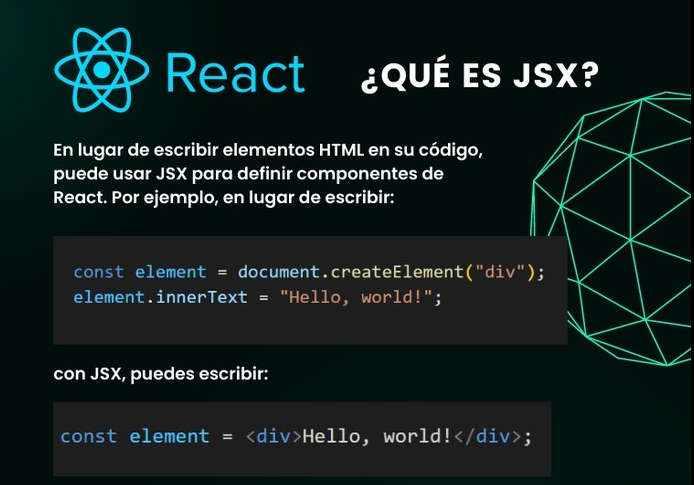 React
¿QUÉ ES JSX?
En lugar de escribir elementos HTML en su código,
puede usar JSX para definir componentes de
React. Por ejemplo, en lugar de escribir:
const element = document.createElement("div");
element.innerText = "Hello, world!";
con JSX, puedes escribir:
const element = <div>Hello, world!</div>;